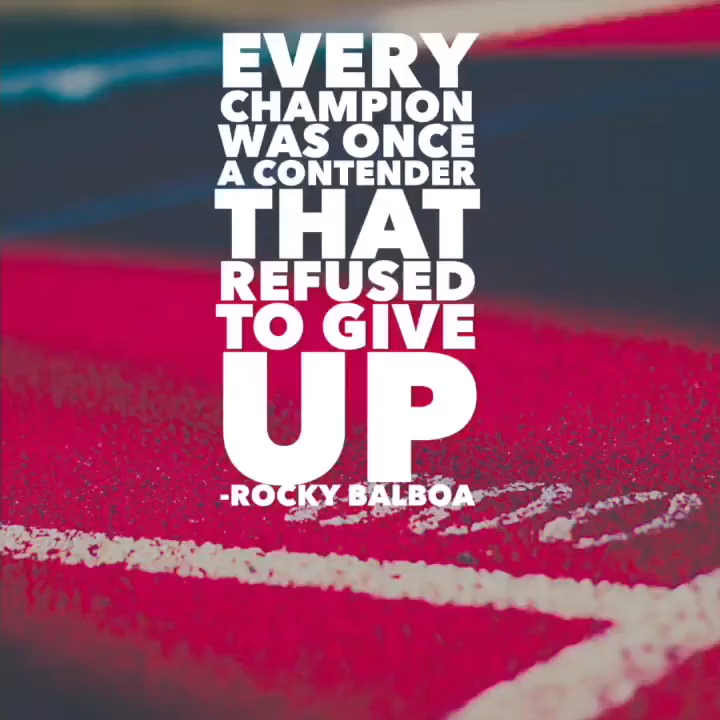 EVERY
CHAMPION
WAS ONCE
A CONTENDER
THAT
REFUSED
TO GIVE
UP
-ROCKY BALBOA